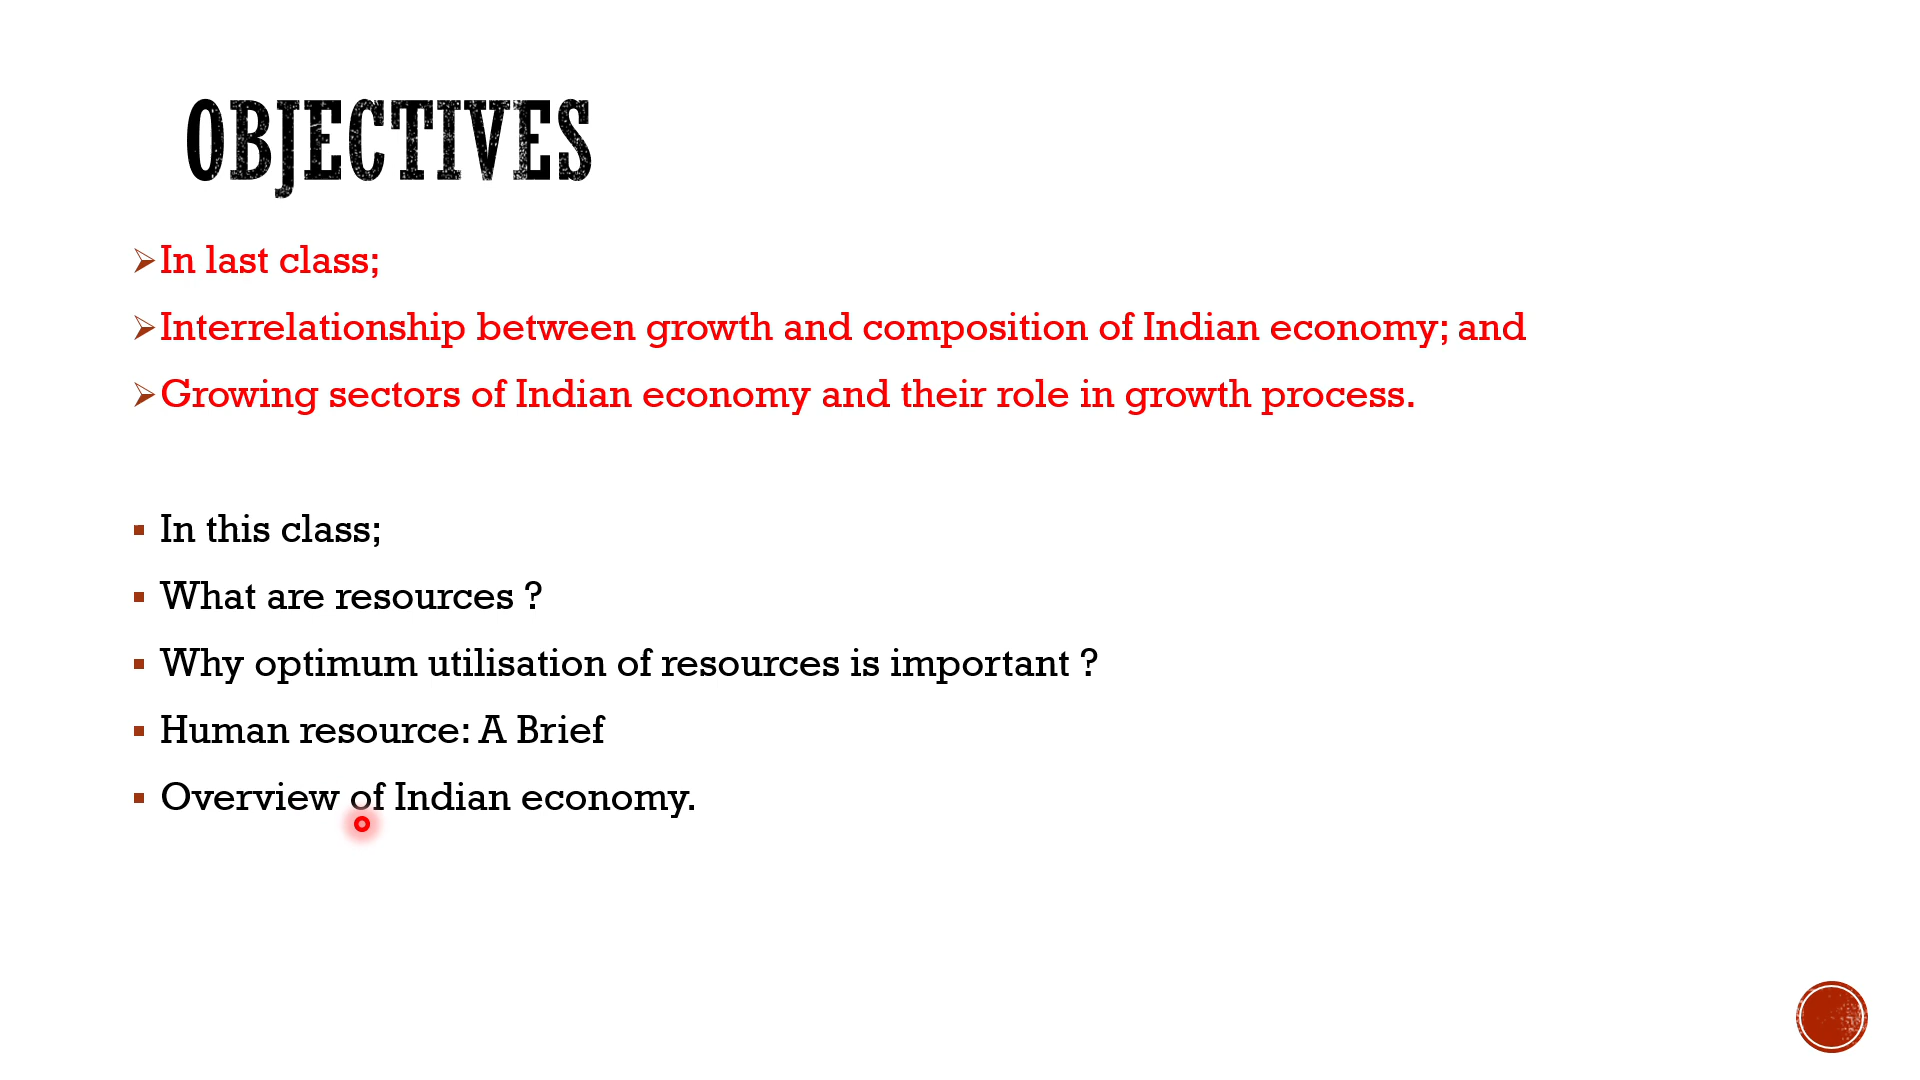 OBJECTIVES
In last class;
Interrelationship between growth and composition of Indian economy; and
Growing sectors of Indian economy and their role in growth process.
In this class;
What are resources ?
Why optimum utilisation of resources is important ?
Human resource: A Brief
Overview of Indian economy.